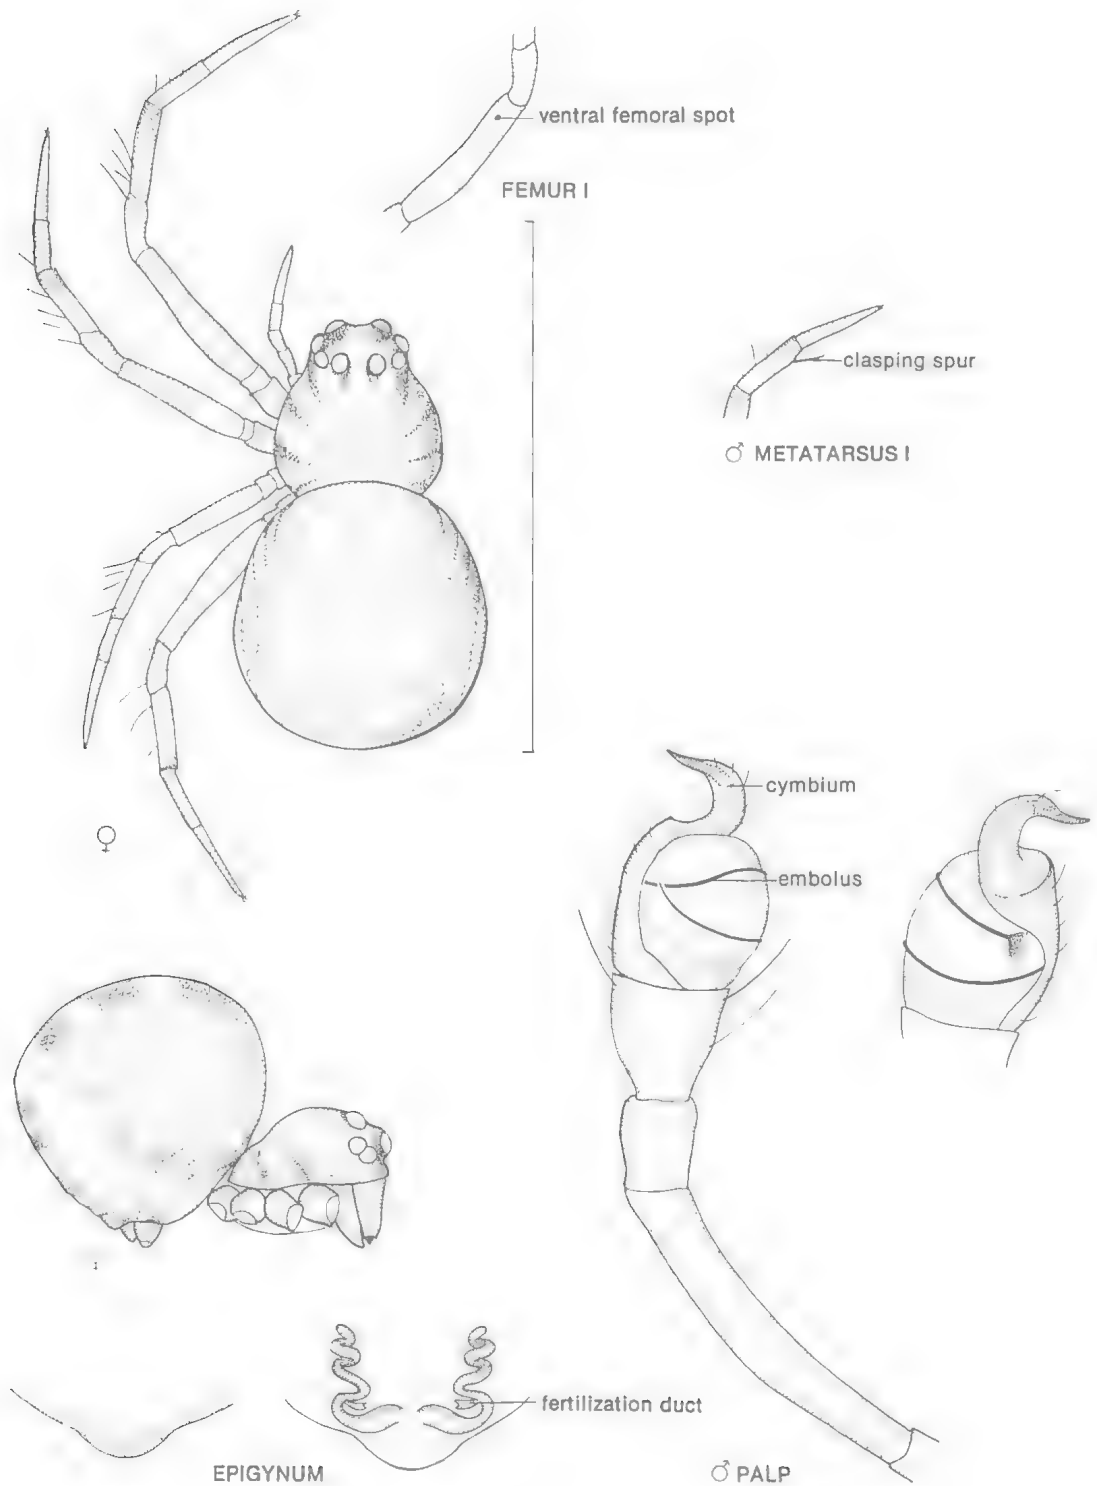 ventral femoral spot
FEMUR I
clasping spur
♂ METATARSUS I
♀
cymbium
embolus
fertilization duct
EPIGYNUM
♂ PALP